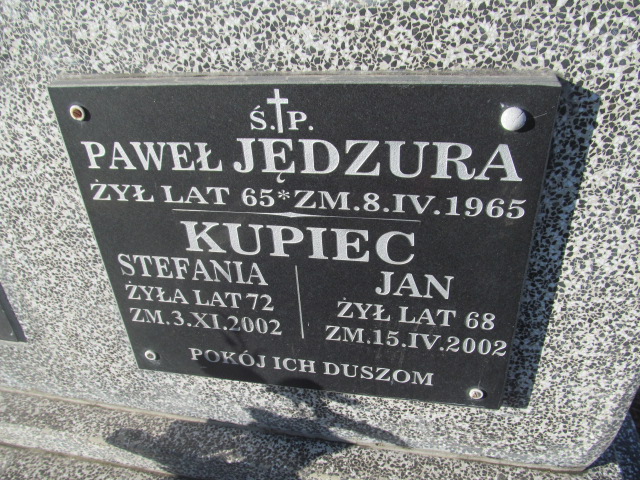 Ś.†P.
PAWEŁ JĘDZURA
ŻYŁ LAT 65*ZM.8.IV.1965
KUPIEC
STEFANIA
ŻYŁA LAT 72
ZM.3.XI.2002
JAN
ŻYŁ LAT 68
ZM.15.IV.2002
POKÓJ ICH DUSZOM